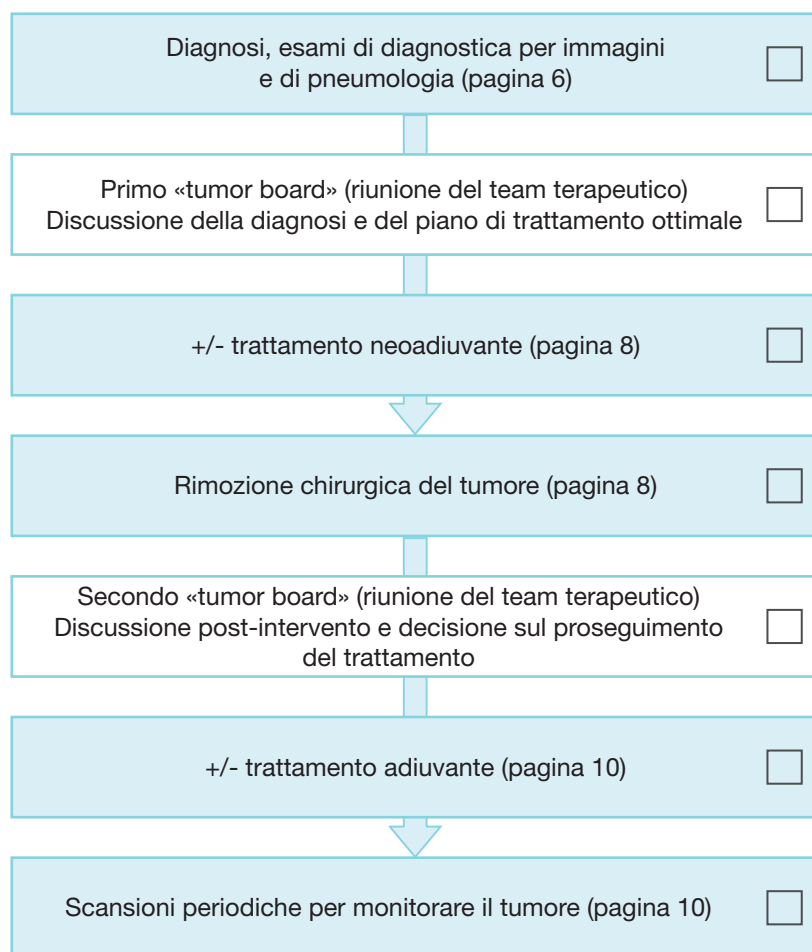 Diagnosi, esami di diagnostica per immagini
e di pneumologia (pagina 6)
Primo «tumor board» (riunione del team terapeutico)
Discussione della diagnosi e del piano di trattamento ottimale
+/- trattamento neoadiuvante (pagina 8)
Rimozione chirurgica del tumore (pagina 8)
Secondo «tumor board» (riunione del team terapeutico)
Discussione post-intervento e decisione sul proseguimento
del trattamento
+/- trattamento adiuvante (pagina 10)
Scansioni periodiche per monitorare il tumore (pagina 10)